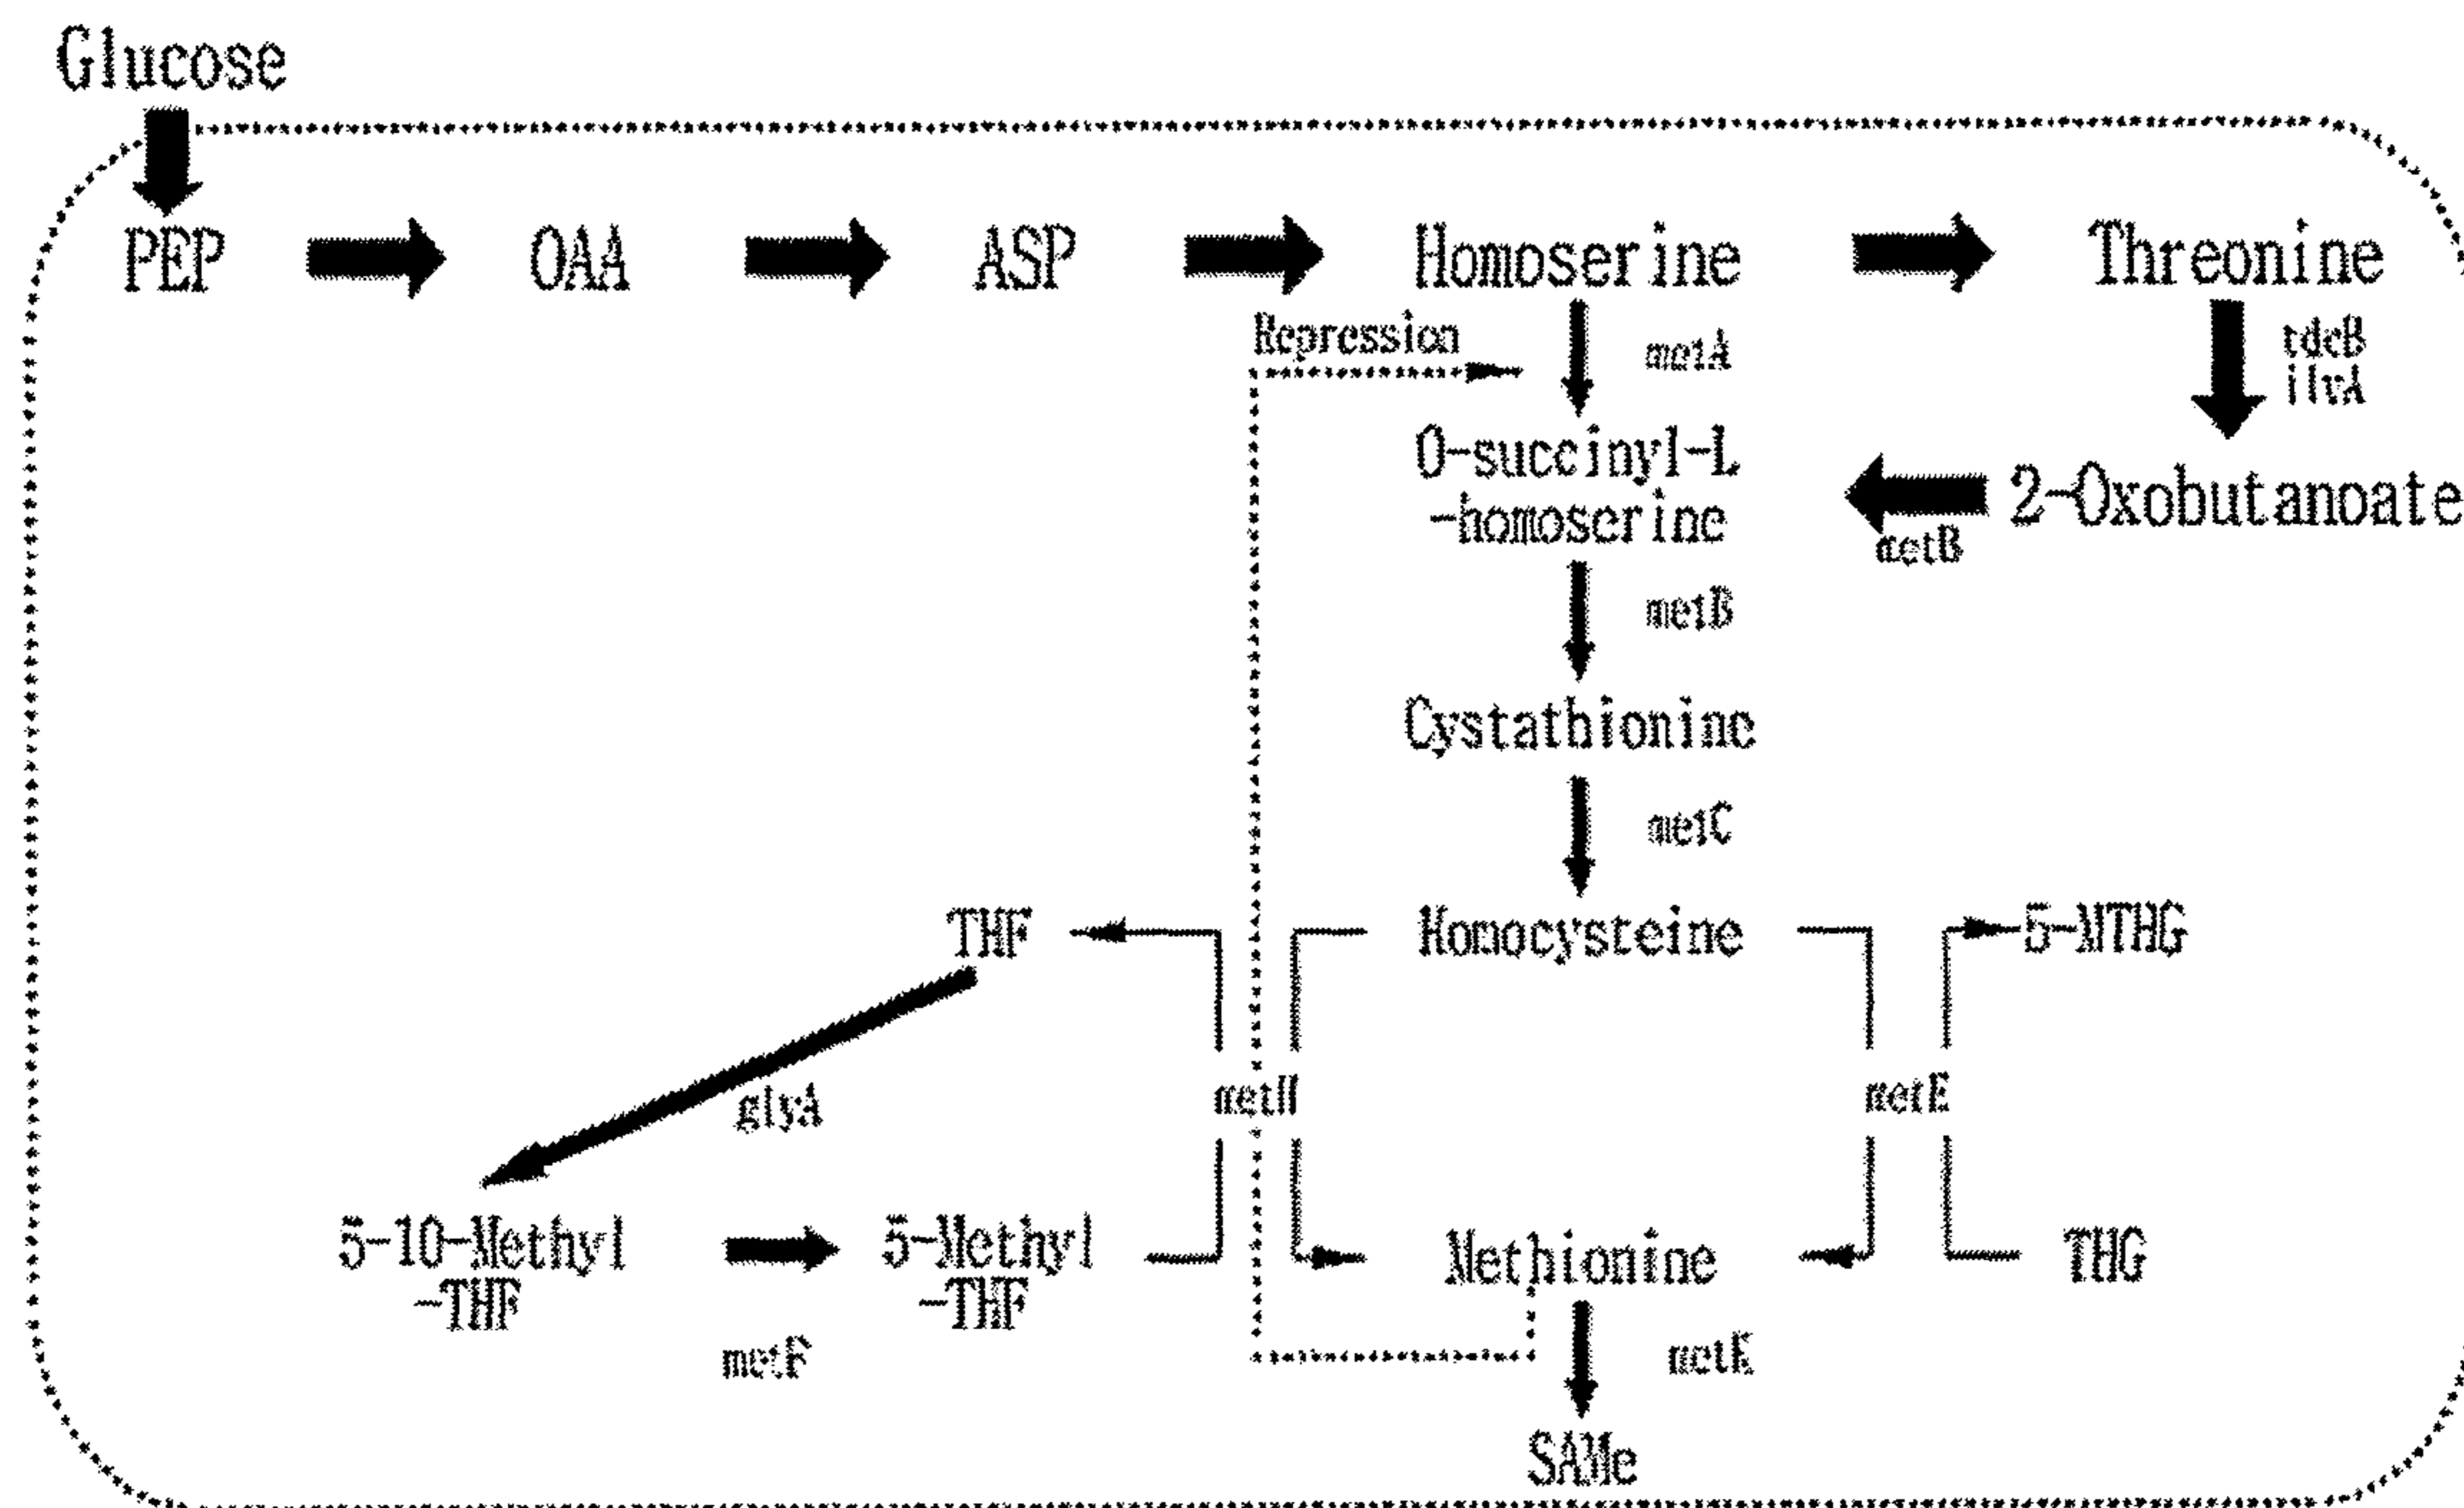 Glucose
PEP
OAA
ASP
Homoserine
Threonine
Repression
metA
tdcB
ilvA
O-succinyl-L
-homoserine
2-Oxobutanoate
metB
metB
Cystathionine
metC
THF
Homocysteine
5-MTHG
glyA
metH
metE
5-10-Methyl
-THF
5-Methyl
-THF
Methionine
THG
metF
metK
SAMe